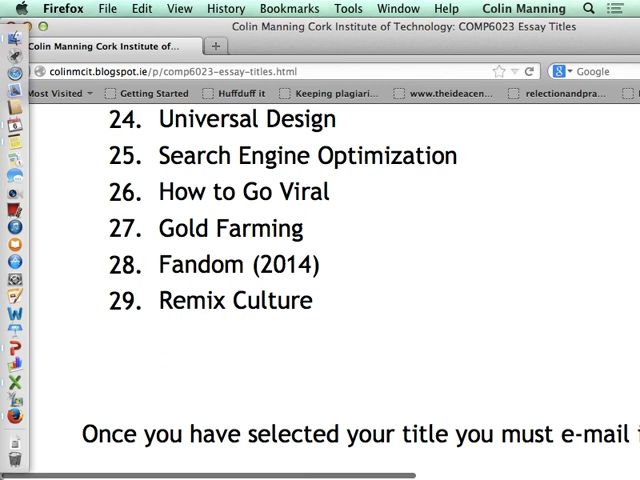 Firefox File Edit View History Bookmarks Tools Window Help Colin Manning
Colin Manning Cork Institute of Technology: COMP6023 Essay Titles
Colin Manning Cork Institute of...
colinmcit.blogspot.ie/p/comp6023-essay-titles.html Google
Most Visited Getting Started Huffduff it Keeping plagiari... www.theideacen... relectionandpra...
24. Universal Design
25. Search Engine Optimization
26. How to Go Viral
27. Gold Farming
28. Fandom (2014)
29. Remix Culture
Once you have selected your title you must e-mail